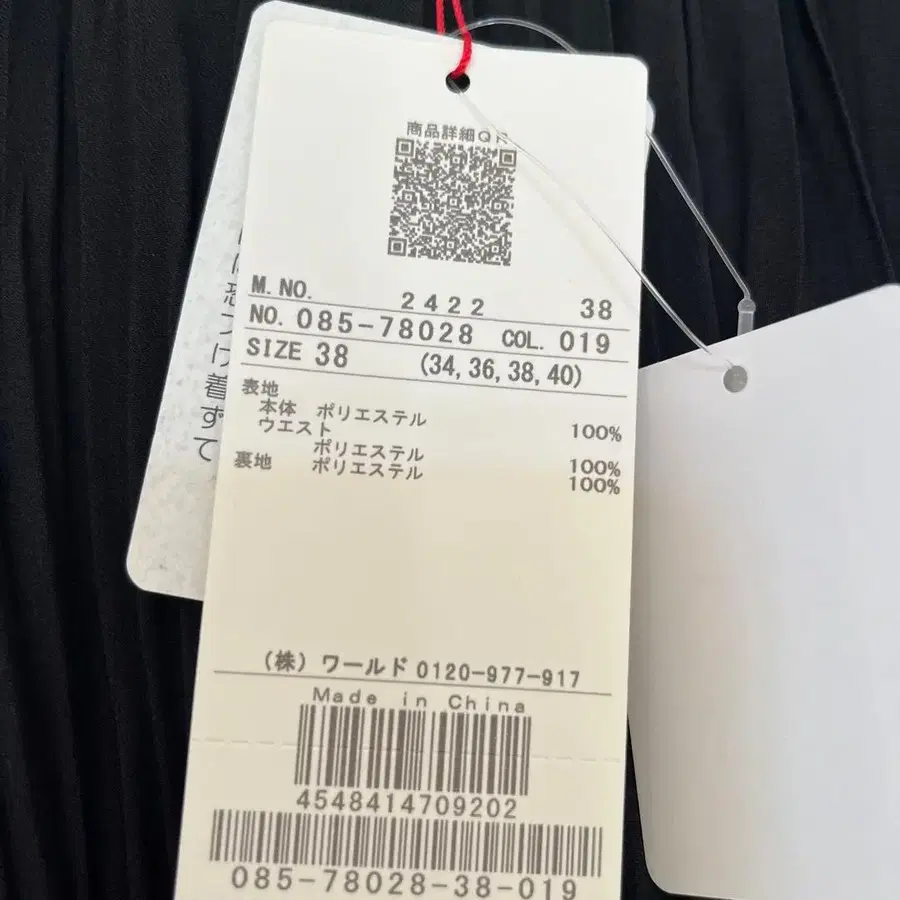 商品詳細QR
M. NO. 2422 38
NO. 085-78028 COL. 019
SIZE 38 (34, 36, 38, 40)
表地
本体 ポリエステル 100%
ウエスト
ポリエステル 100%
裏地 ポリエステル 100%
(株) ワールド 0120-977-917
Made in China
4548414709202
085-78028-38-019
着
ず
て